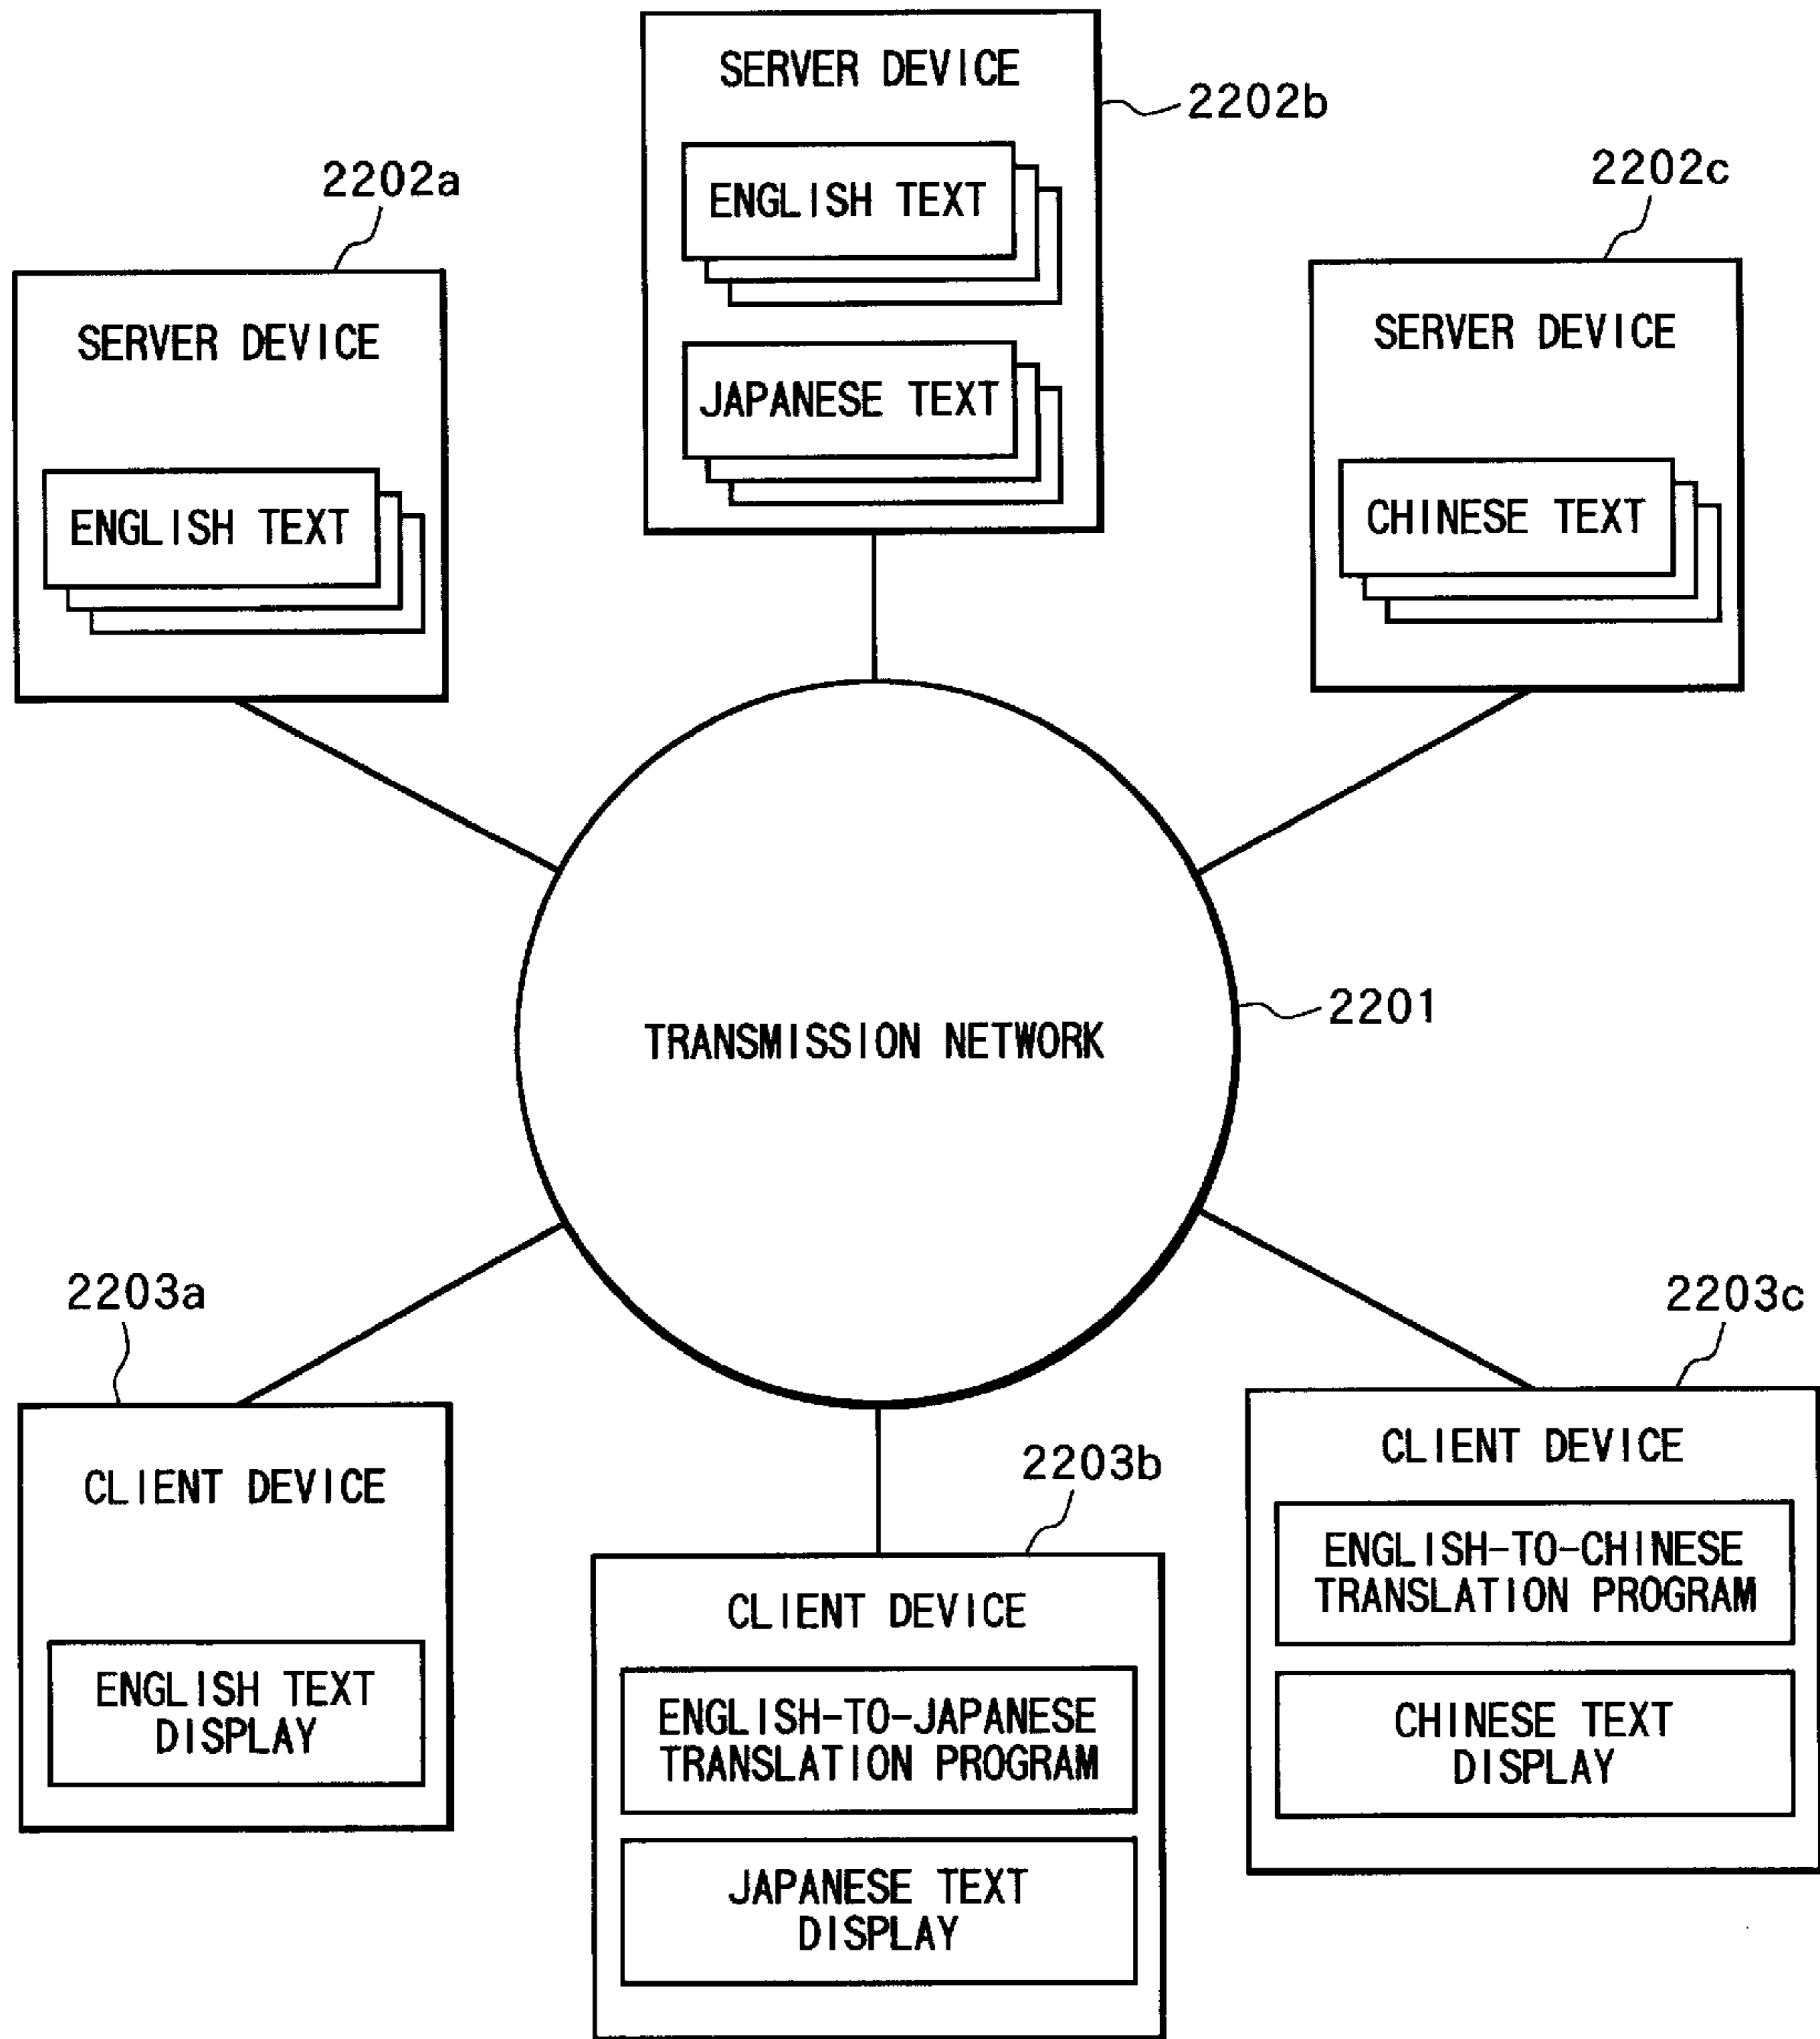 SERVER DEVICE
2202b
ENGLISH TEXT
JAPANESE TEXT
2202a
SERVER DEVICE
ENGLISH TEXT
2202c
SERVER DEVICE
CHINESE TEXT
TRANSMISSION NETWORK
2201
2203a
CLIENT DEVICE
ENGLISH TEXT
DISPLAY
2203b
CLIENT DEVICE
ENGLISH-TO-JAPANESE
TRANSLATION PROGRAM
JAPANESE TEXT
DISPLAY
2203c
CLIENT DEVICE
ENGLISH-TO-CHINESE
TRANSLATION PROGRAM
CHINESE TEXT
DISPLAY